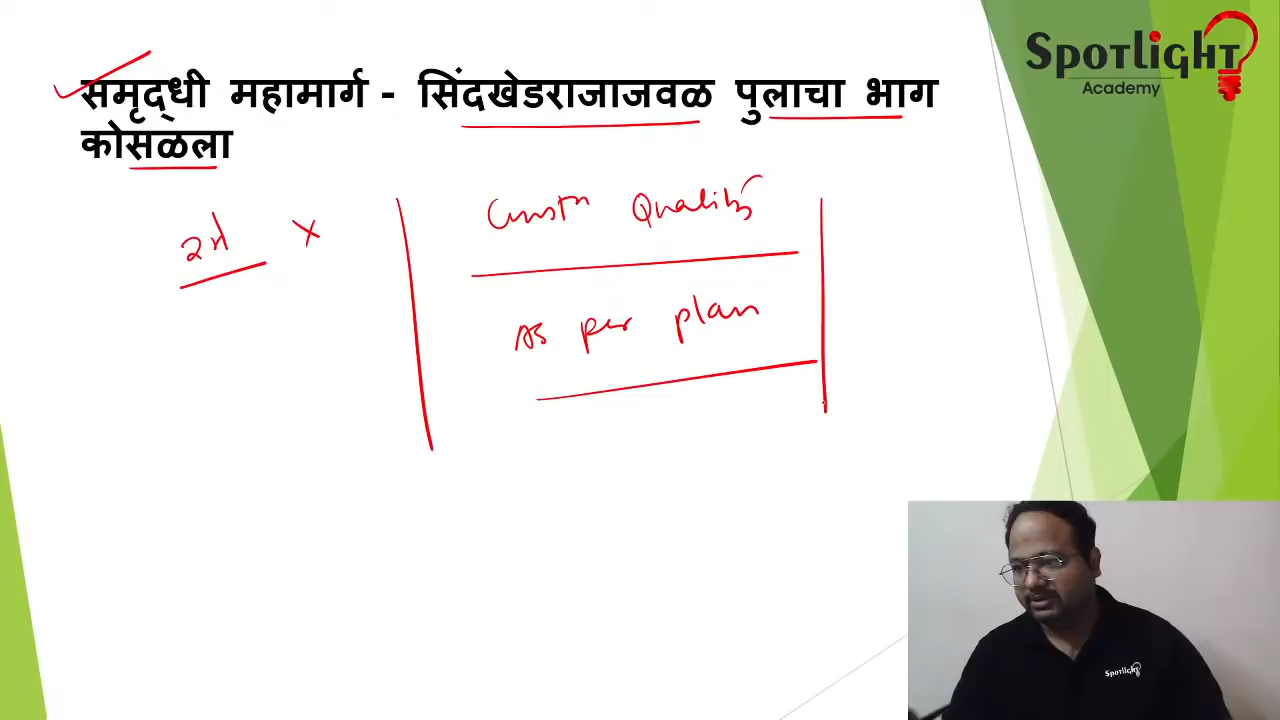 SPOTLIGHT
Academy
समृद्धी महामार्ग - सिंदखेडराजाजवळ पुलाचा भाग
कोसळला
Constn Quality
2nd X
As per plan
SPOTLIGHT